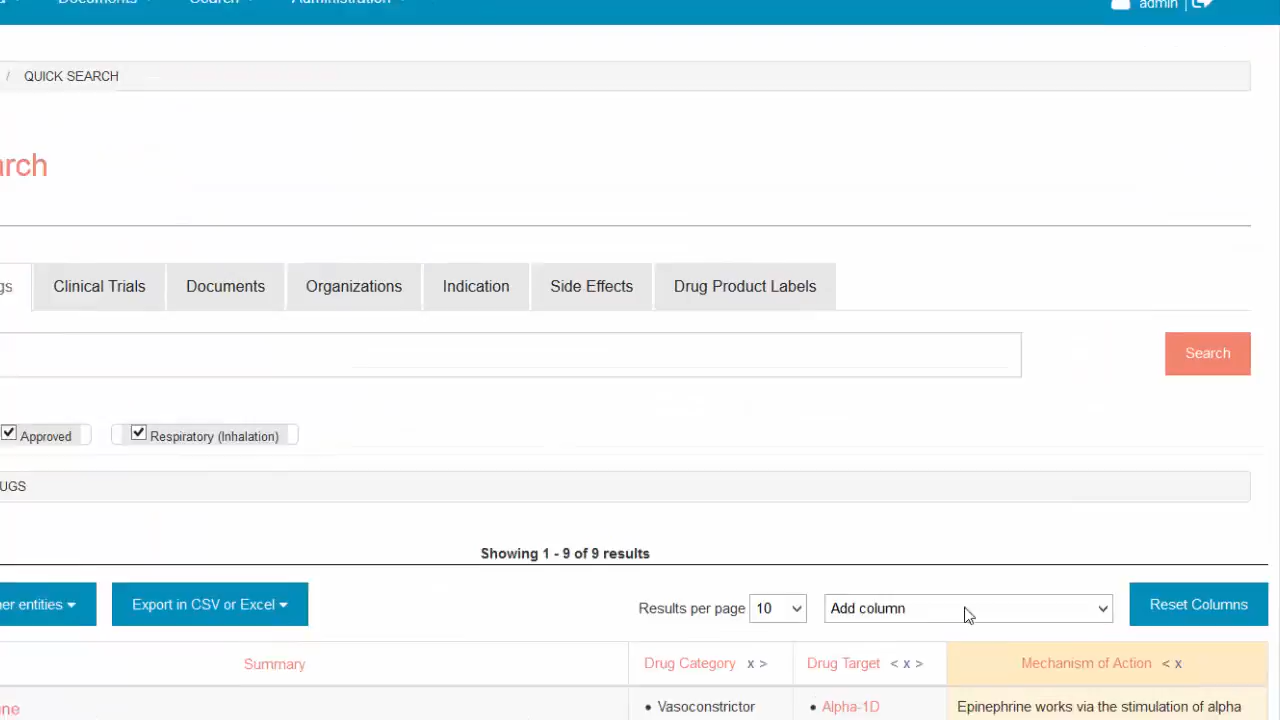 Documents Search Administration admin |
/ QUICK SEARCH
arch
gs Clinical Trials Documents Organizations Indication Side Effects Drug Product Labels
Search
Approved Respiratory (Inhalation)
UGS
Showing 1 - 9 of 9 results
er entities Export in CSV or Excel Results per page 10 Add column Reset Columns
Summary Drug Category x > Drug Target < x > Mechanism of Action < x
ine • Vasoconstrictor • Alpha-1D Epinephrine works via the stimulation of alpha